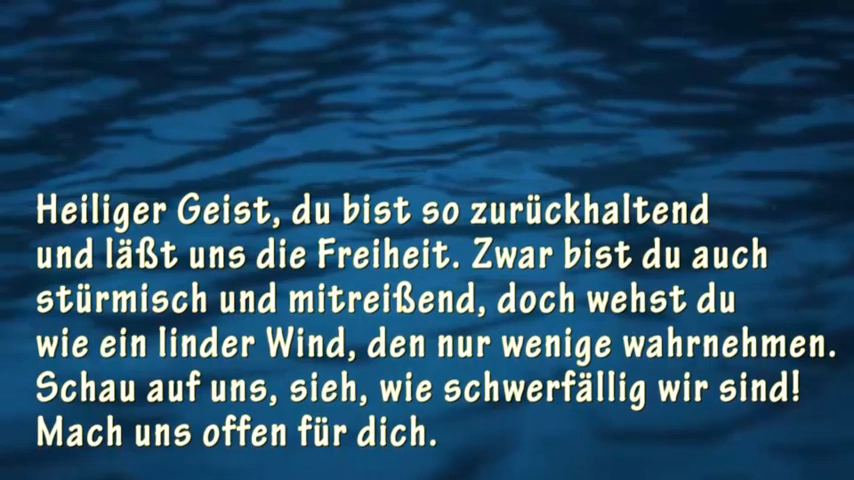 Heiliger Geist, du bist so zurückhaltend
und läßt uns die Freiheit. Zwar bist du auch
stürmisch und mitreißend, doch wehst du
wie ein linder Wind, den nur wenige wahrnehmen.
Schau auf uns, sieh, wie schwerfällig wir sind!
Mach uns offen für dich.